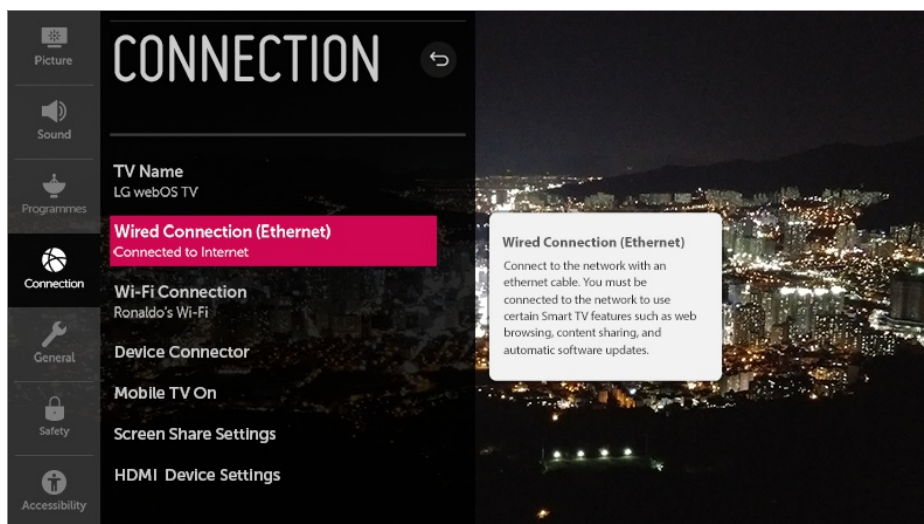 Picture
Sound
Programmes
Connection
General
Safety
Accessibility
CONNECTION
TV Name
LG webOS TV
Wired Connection (Ethernet)
Connected to Internet
Wi-Fi Connection
Ronaldo's Wi-Fi
Device Connector
Mobile TV On
Screen Share Settings
HDMI Device Settings
Wired Connection (Ethernet)
Connect to the network with an
ethernet cable. You must be
connected to the network to use
certain Smart TV features such as web
browsing, content sharing, and
automatic software updates.